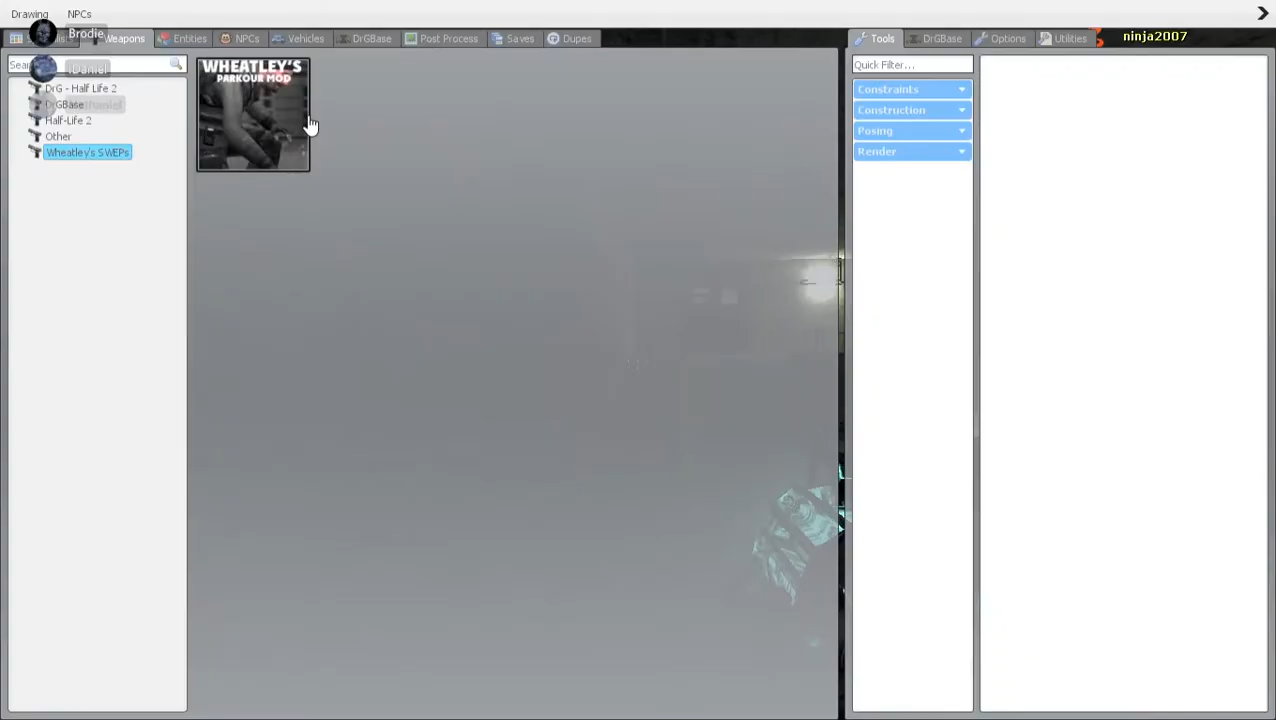 Drawing NPCs
Brodie
Weapons Entities NPCs Vehicles DrGBase Post Process Saves Dupes
Tools DrGBase Options Utilities
ninja2007
iDaniel
Quick Filter...
DrG - Half Life 2
DrGBase
Half-Life 2
Other
Wheatley's SWEPs
WHEATLEY'S
PARKOUR MOD
Constraints
Construction
Posing
Render